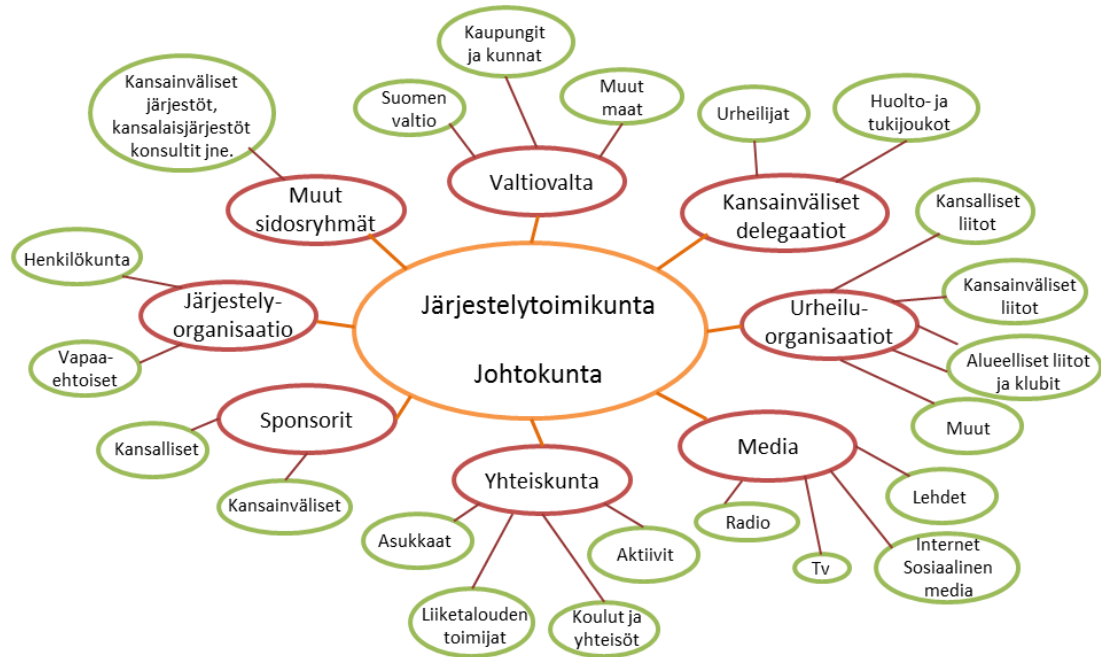 Kaupungit
ja kunnat
Kansainväliset
järjestöt,
kansalaisjärjestöt
konsultit jne.
Suomen
valtio
Muut
maat
Urheilijat
Huolto- ja
tukijoukot
Valtiovalta
Muut
sidosryhmät
Kansainväliset
delegaatiot
Kansalliset
liitot
Henkilökunta
Järjestely-
organisaatio
Vapaa-
ehtoiset
Järjestelytoimikunta
Johtokunta
Urheilu-
organisaatiot
Kansainväliset
liitot
Alueelliset liitot
ja klubit
Muut
Sponsorit
Kansalliset
Kansainväliset
Yhteiskunta
Asukkaat
Liiketalouden
toimijat
Koulut ja
yhteisöt
Aktiivit
Media
Radio
Tv
Internet
Sosiaalinen
media
Lehdet